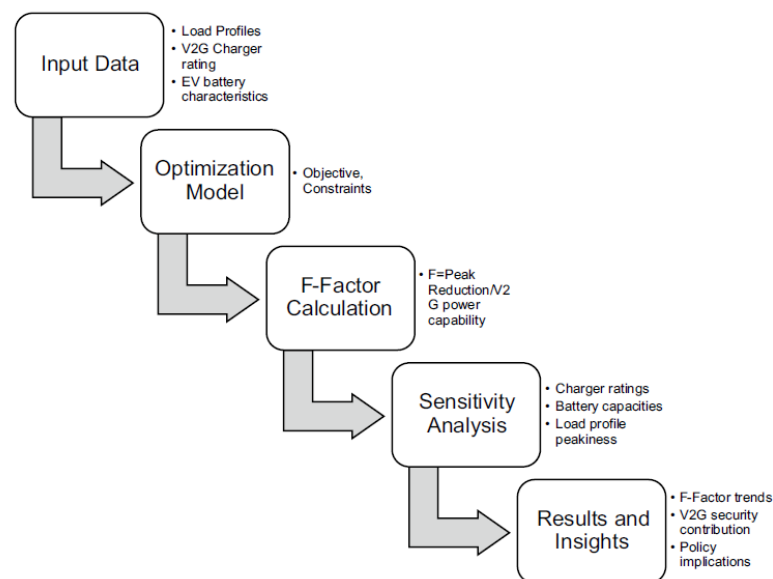 Input Data
• Load Profiles
• V2G Charger
rating
• EV battery
characteristics
Optimization
Model
• Objective,
Constraints
F-Factor
Calculation
• F=Peak
Reduction/V2
G power
capability
Sensitivity
Analysis
• Charger ratings
• Battery capacities
• Load profile
peakiness
Results and
Insights
• F-Factor trends
• V2G security
contribution
• Policy
implications